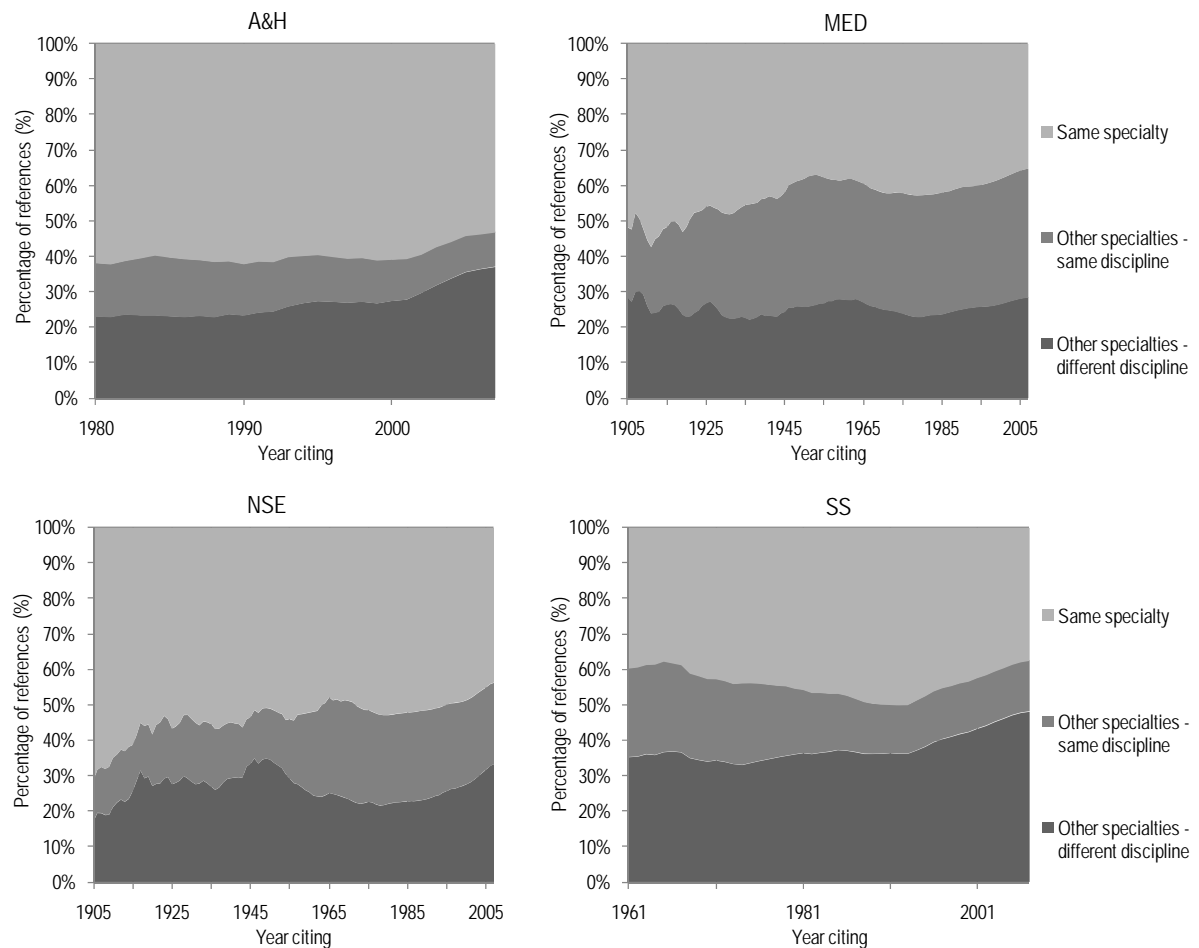 A&H
100%
90%
80%
70%
60%
50%
40%
30%
20%
10%
0%
Percentage of references (%)
1980 1990 2000
Year citing
MED
100%
90%
80%
70%
60%
50%
40%
30%
20%
10%
0%
Percentage of references (%)
1905 1925 1945 1965 1985 2005
Year citing
Same specialty
Other specialties -
same discipline
Other specialties -
different discipline
NSE
100%
90%
80%
70%
60%
50%
40%
30%
20%
10%
0%
Percentage of references (%)
1905 1925 1945 1965 1985 2005
Year citing
SS
100%
90%
80%
70%
60%
50%
40%
30%
20%
10%
0%
Percentage of references (%)
1961 1981 2001
Year citing
Same specialty
Other specialties -
same discipline
Other specialties -
different discipline